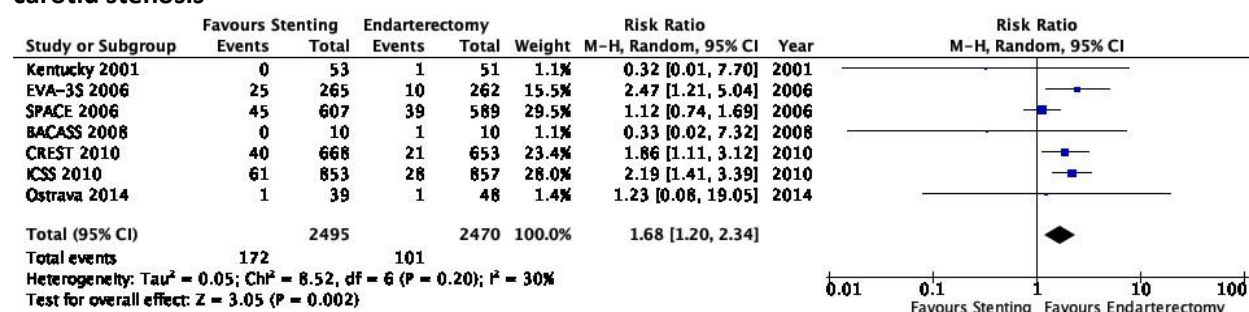 carotid stenosis
Favours Stenting Endarterectomy Risk Ratio Risk Ratio
Study or Subgroup Events Total Events Total Weight M-H, Random, 95% CI Year M-H, Random, 95% CI
Kentucky 2001 0 53 1 51 1.1% 0.32 [0.01, 7.70] 2001
EVA-3S 2006 25 265 10 262 15.5% 2.47 [1.21, 5.04] 2006
SPACE 2006 45 607 39 589 29.5% 1.12 [0.74, 1.69] 2006
BACASS 2008 0 10 1 10 1.1% 0.33 [0.02, 7.32] 2008
CREST 2010 40 668 21 653 23.4% 1.86 [1.11, 3.12] 2010
ICSS 2010 61 853 28 857 28.0% 2.19 [1.41, 3.39] 2010
Ostrava 2014 1 39 1 48 1.4% 1.23 [0.08, 19.05] 2014
Total (95% CI) 2495 2470 100.0% 1.68 [1.20, 2.34]
Total events 172 101
Heterogeneity: Tau² = 0.05; Chi² = 8.52, df = 6 (P = 0.20); I² = 30%
Test for overall effect: Z = 3.05 (P = 0.002)
0.01 0.1 1 10 100
Favours Stenting Favours Endarterectomy